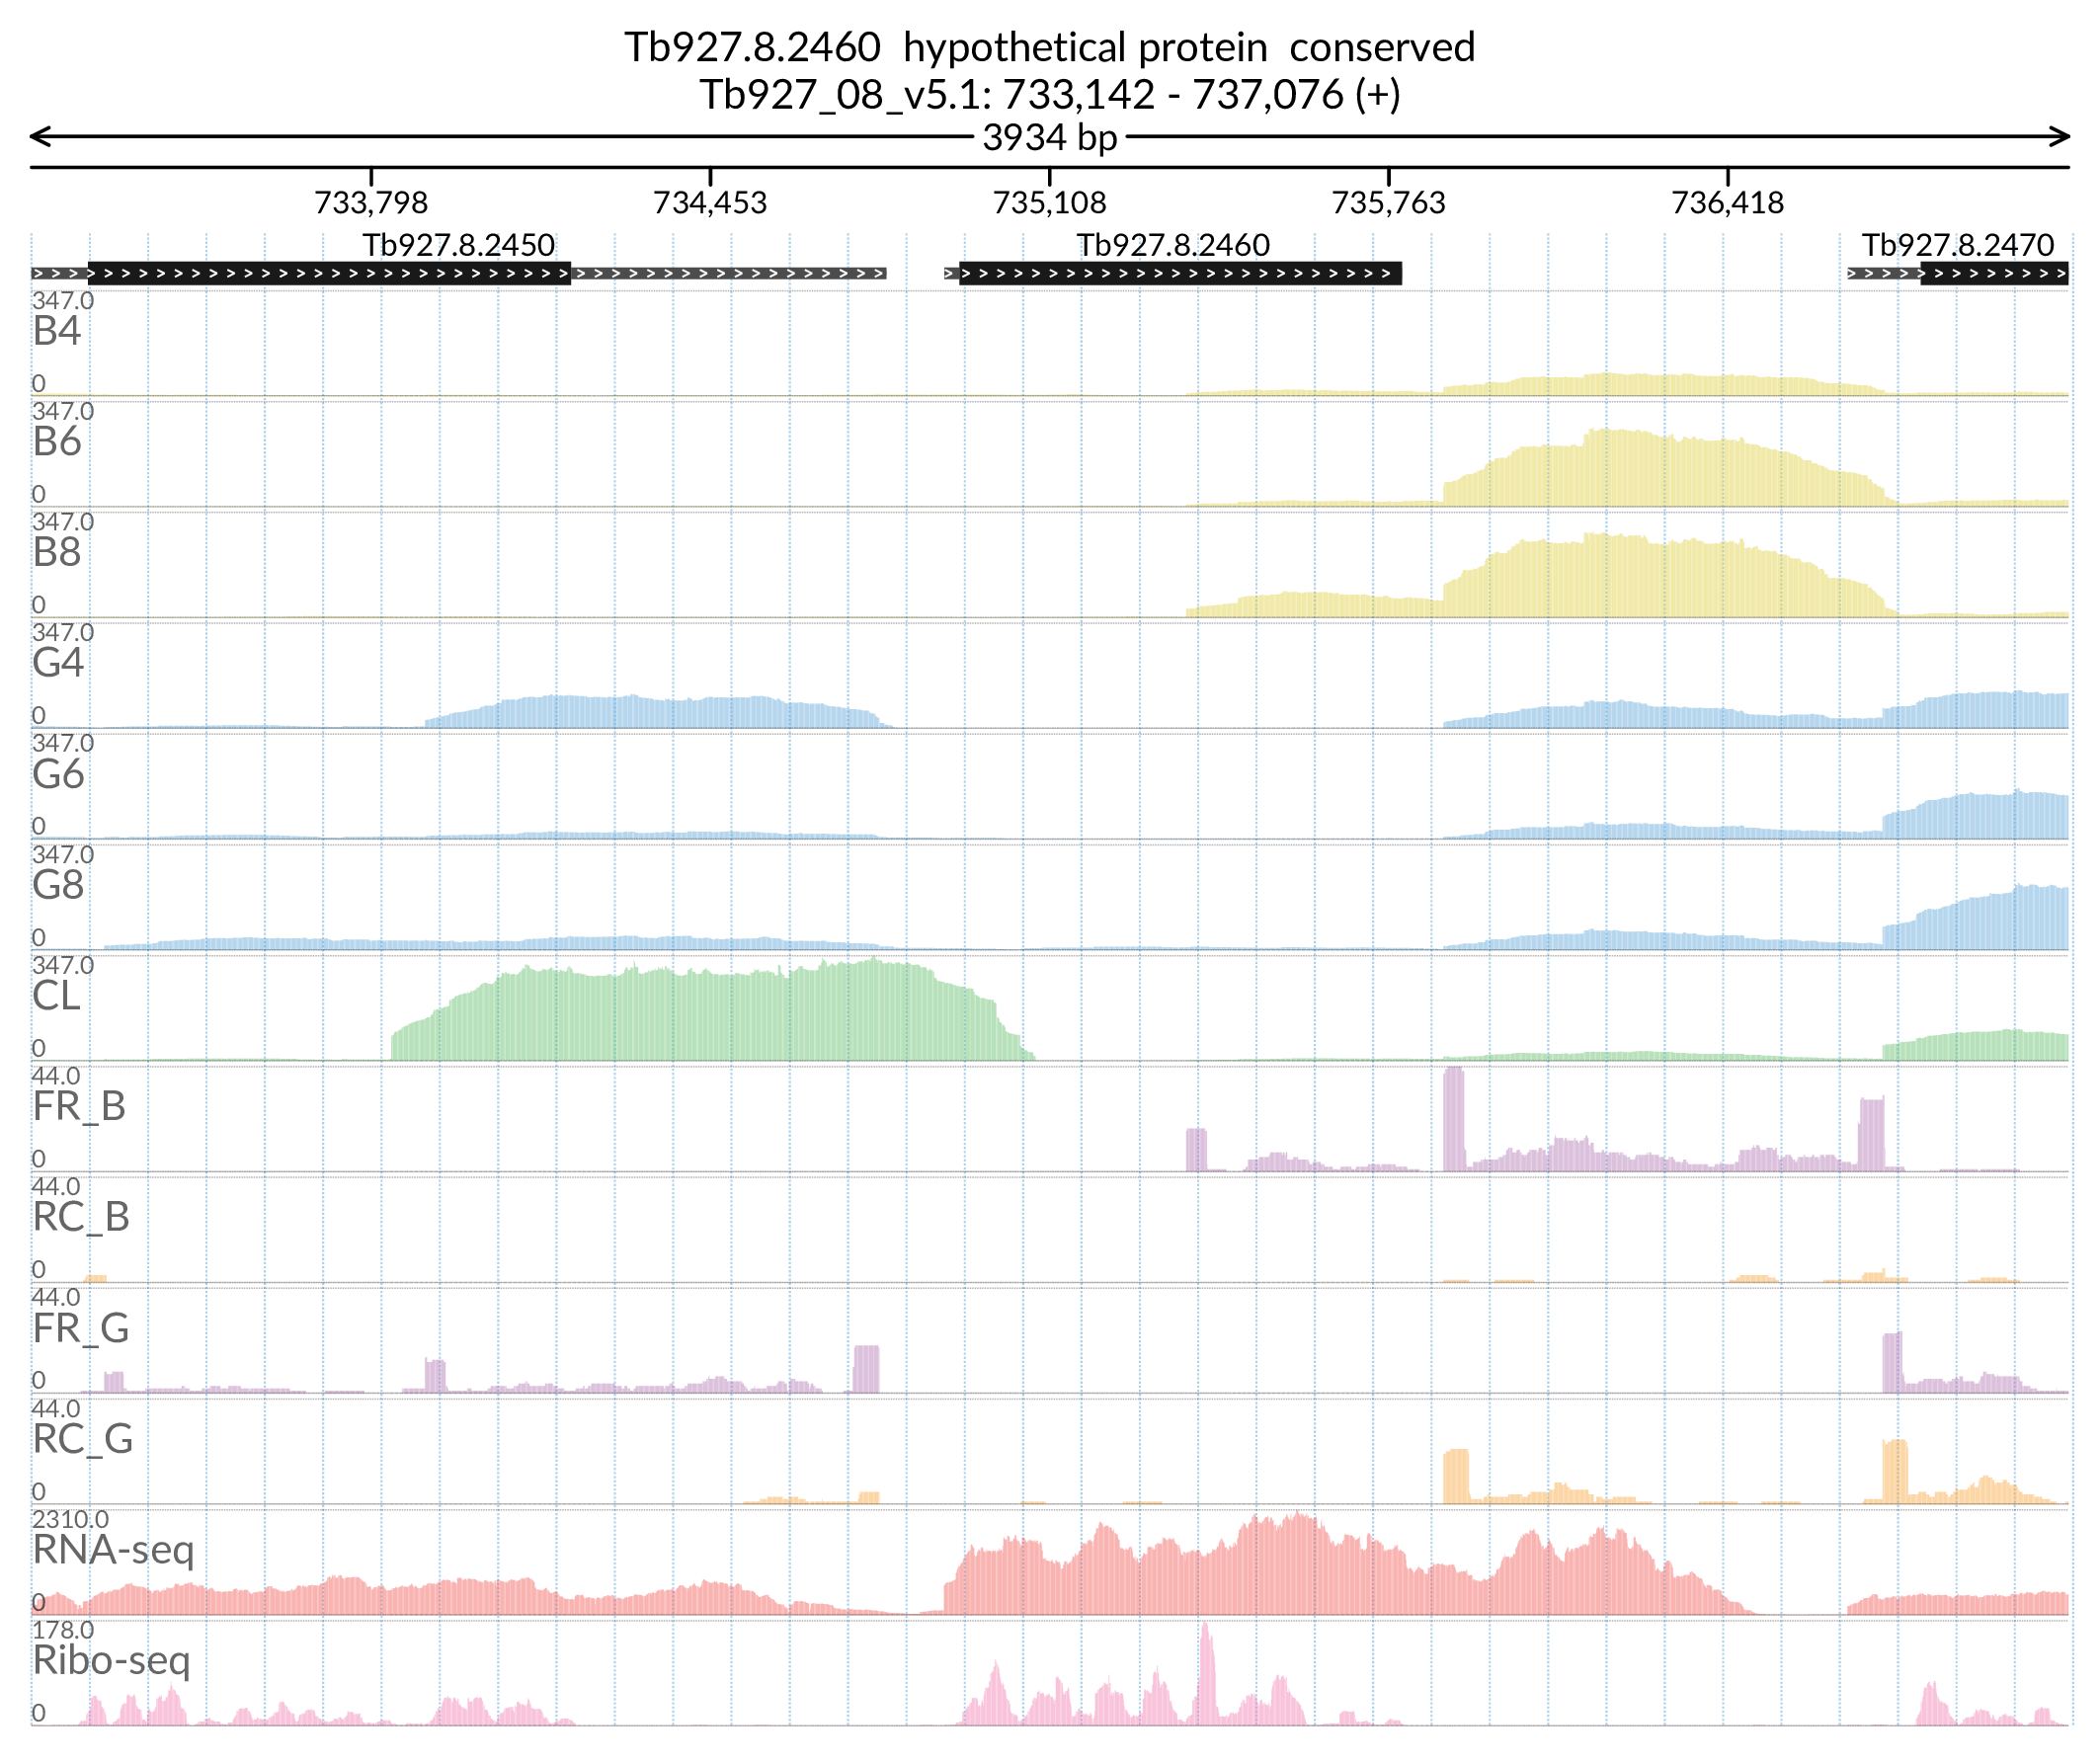 Tb927.8.2460  hypothetical protein  conserved
Tb927_08_v5.1: 733,142 - 737,076 (+)
3934 bp
733,798 734,453 735,108 735,763 736,418
Tb927.8.2450 Tb927.8.2460 Tb927.8.2470
347.0
B4
0
347.0
B6
0
347.0
B8
0
347.0
G4
0
347.0
G6
0
347.0
G8
0
347.0
CL
0
44.0
FR_B
0
44.0
RC_B
0
44.0
FR_G
0
44.0
RC_G
0
2310.0
RNA-seq
0
178.0
Ribo-seq
0